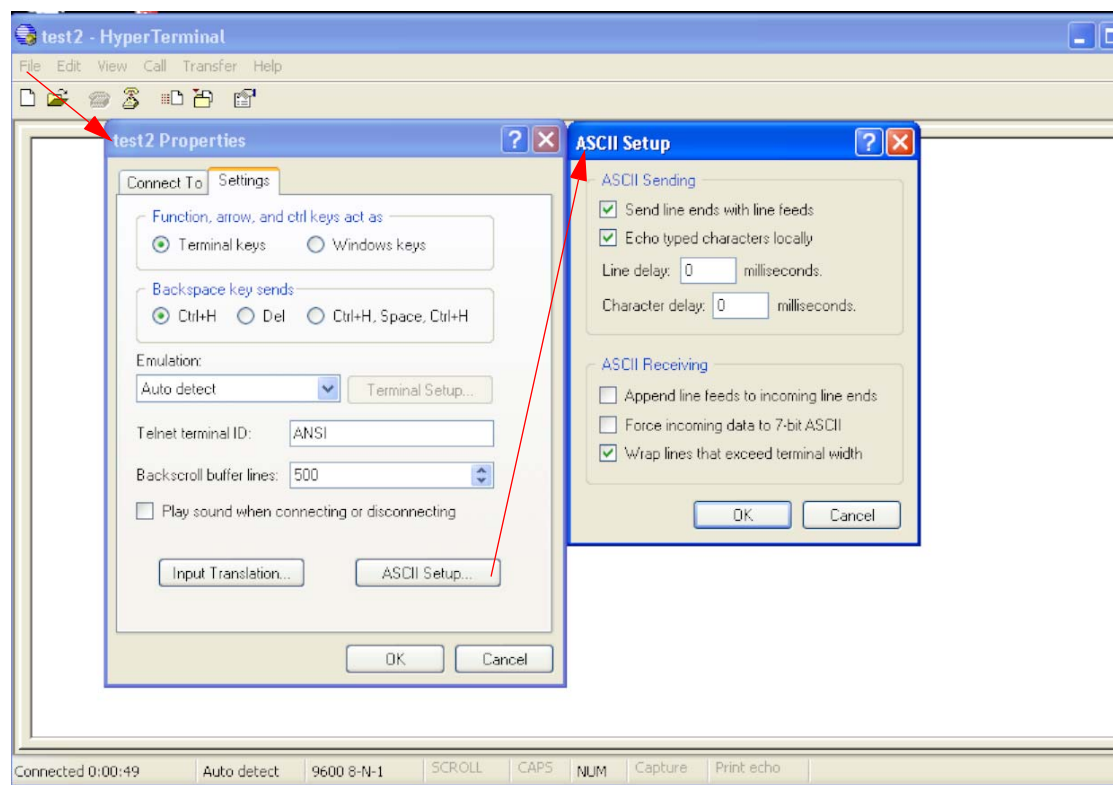 test2 - HyperTerminal
File Edit View Call Transfer Help
test2 Properties
Connect To Settings
Function, arrow, and ctrl keys act as
Terminal keys Windows keys
Backspace key sends
Ctrl+H Del Ctrl+H, Space, Ctrl+H
Emulation:
Auto detect Terminal Setup...
Telnet terminal ID: ANSI
Backscroll buffer lines: 500
Play sound when connecting or disconnecting
Input Translation... ASCII Setup...
OK Cancel
ASCII Setup
ASCII Sending
Send line ends with line feeds
Echo typed characters locally
Line delay: 0 milliseconds.
Character delay: 0 milliseconds.
ASCII Receiving
Append line feeds to incoming line ends
Force incoming data to 7-bit ASCII
Wrap lines that exceed terminal width
OK Cancel
Connected 0:00:49 Auto detect 9600 8-N-1 SCROLL CAPS NUM Capture Print echo